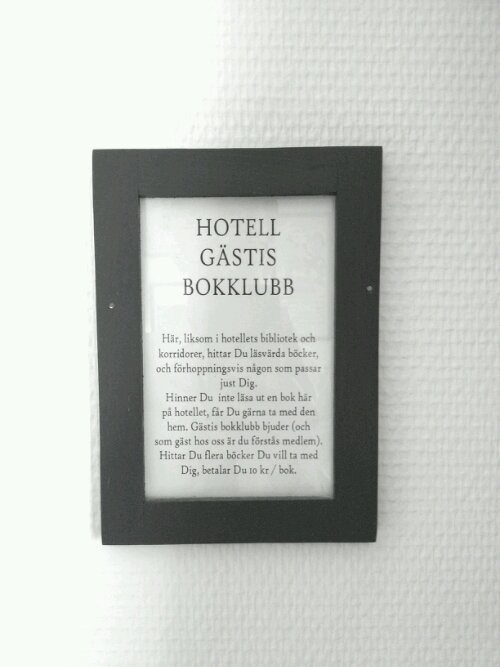 HOTELL
GÄSTIS
BOKKLUBB
Här, liksom i hotellets bibliotek och
korridorer, hittar Du läsvärda böcker,
och förhoppningsvis någon som passar
just Dig.
Hinner Du inte läsa ut en bok här
på hotellet, får Du gärna ta med den
hem. Gästis bokklubb bjuder (och
som gäst hos oss är du förstås medlem).
Hittar Du flera böcker Du vill ta med
Dig, betalar Du 10 kr / bok.